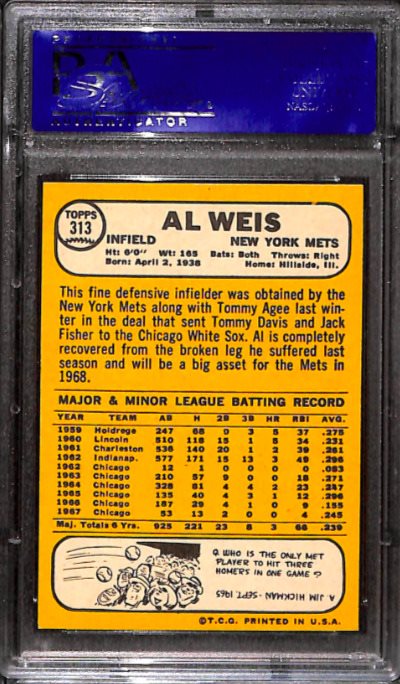 TOPPS
313
AL WEIS
INFIELD NEW YORK METS
Ht: 6'0" Wt: 165 Bats: Both Throws: Right
Born: April 2, 1938 Home: Hillside, Ill.
This fine defensive infielder was obtained by the
New York Mets along with Tommy Agee last win-
ter in the deal that sent Tommy Davis and Jack
Fisher to the Chicago White Sox. Al is completely
recovered from the broken leg he suffered last
season and will be a big asset for the Mets in
1968.
MAJOR & MINOR LEAGUE BATTING RECORD
YEAR TEAM AB H 2B 3B HR RBI AVG.
1959 Holdrege 247 68 0 3 5 37 .275
1960 Lincoln 510 118 15 1 5 34 .231
1961 Charleston 536 140 20 1 2 39 .261
1962 Indianap. 577 171 15 13 3 49 .296
1962 Chicago 12 1 0 0 0 0 .083
1963 Chicago 210 57 9 0 0 18 .271
1964 Chicago 328 81 4 4 2 23 .247
1965 Chicago 135 40 4 3 1 12 .296
1966 Chicago 187 29 4 1 0 9 .155
1967 Chicago 53 13 2 0 0 4 .245
Maj. Totals 6 Yrs. 925 221 23 8 3 66 .239
Q. WHO IS THE ONLY MET
PLAYER TO HIT THREE
HOMERS IN ONE GAME?
A. JIM HICKMAN - SEPT. 1965
©T.C.G. PRINTED IN U.S.A.